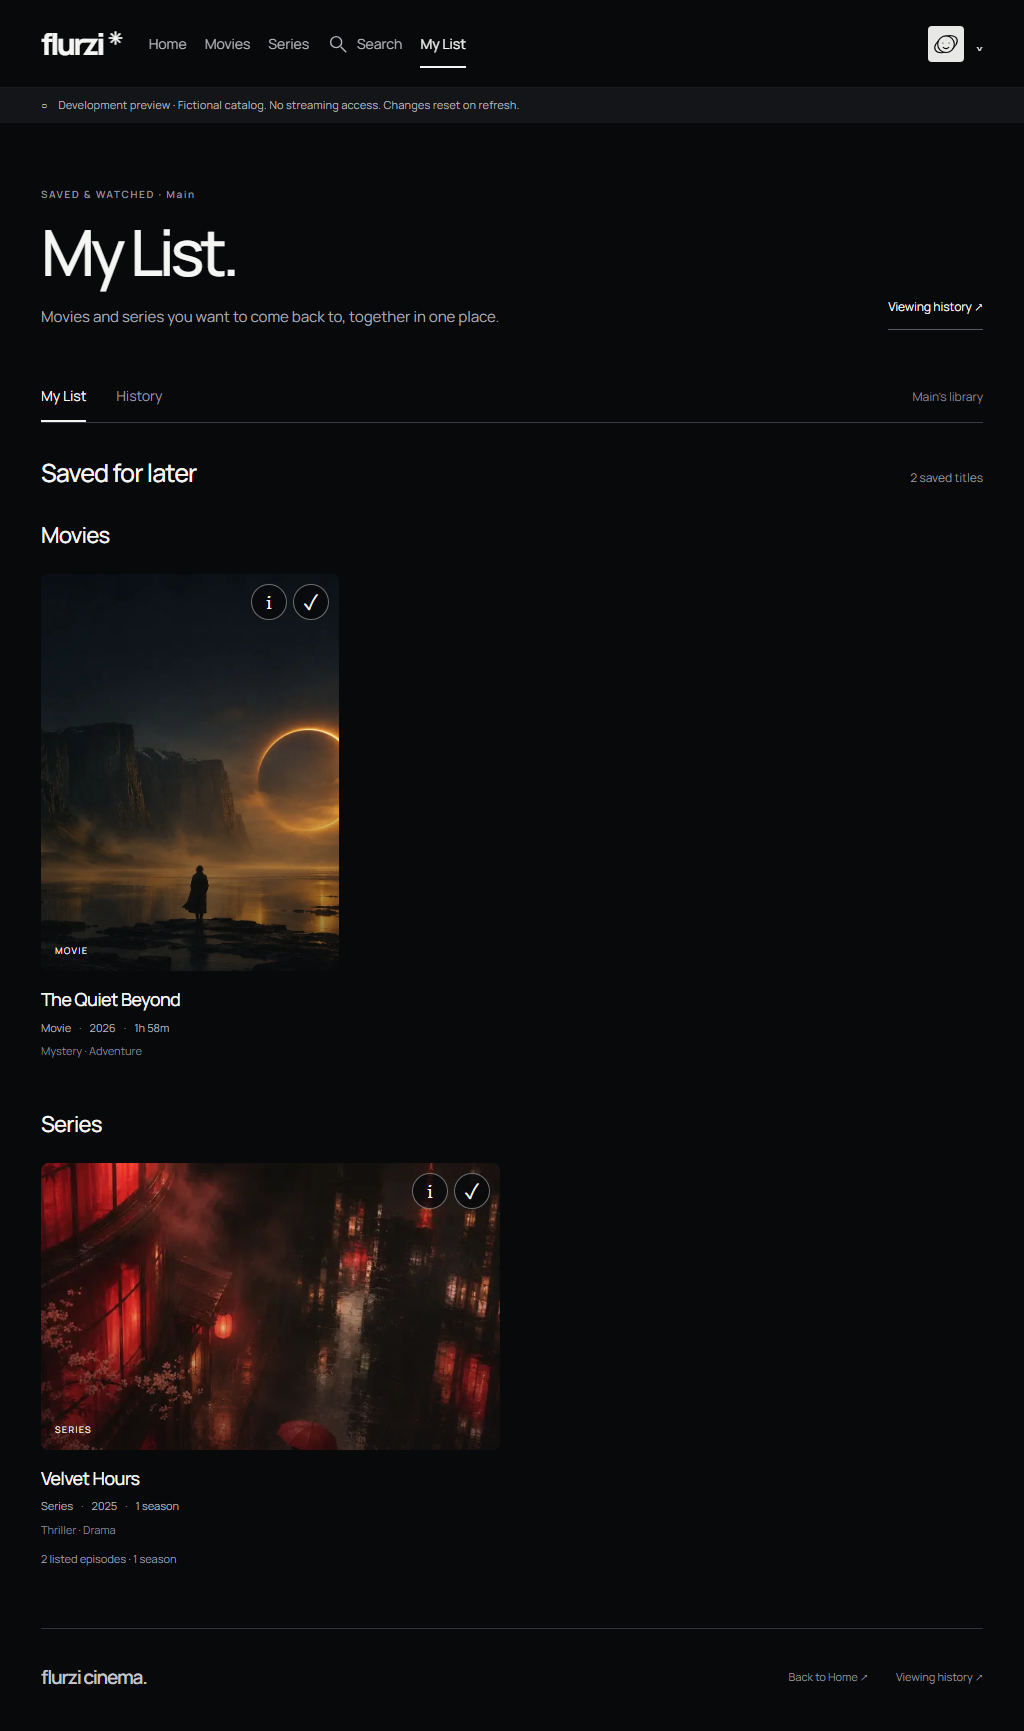 flurzi *
Home Movies Series Search My List
Development preview · Fictional catalog. No streaming access. Changes reset on refresh.
SAVED & WATCHED · Main
My List.
Movies and series you want to come back to, together in one place.
Viewing history ↗
My List History
Main's library
Saved for later
2 saved titles
Movies
i ✓
MOVIE
The Quiet Beyond
Movie · 2026 · 1h 58m
Mystery · Adventure
Series
i ✓
SERIES
Velvet Hours
Series · 2025 · 1 season
Thriller · Drama
2 listed episodes · 1 season
flurzi cinema.
Back to Home ↗ Viewing history ↗